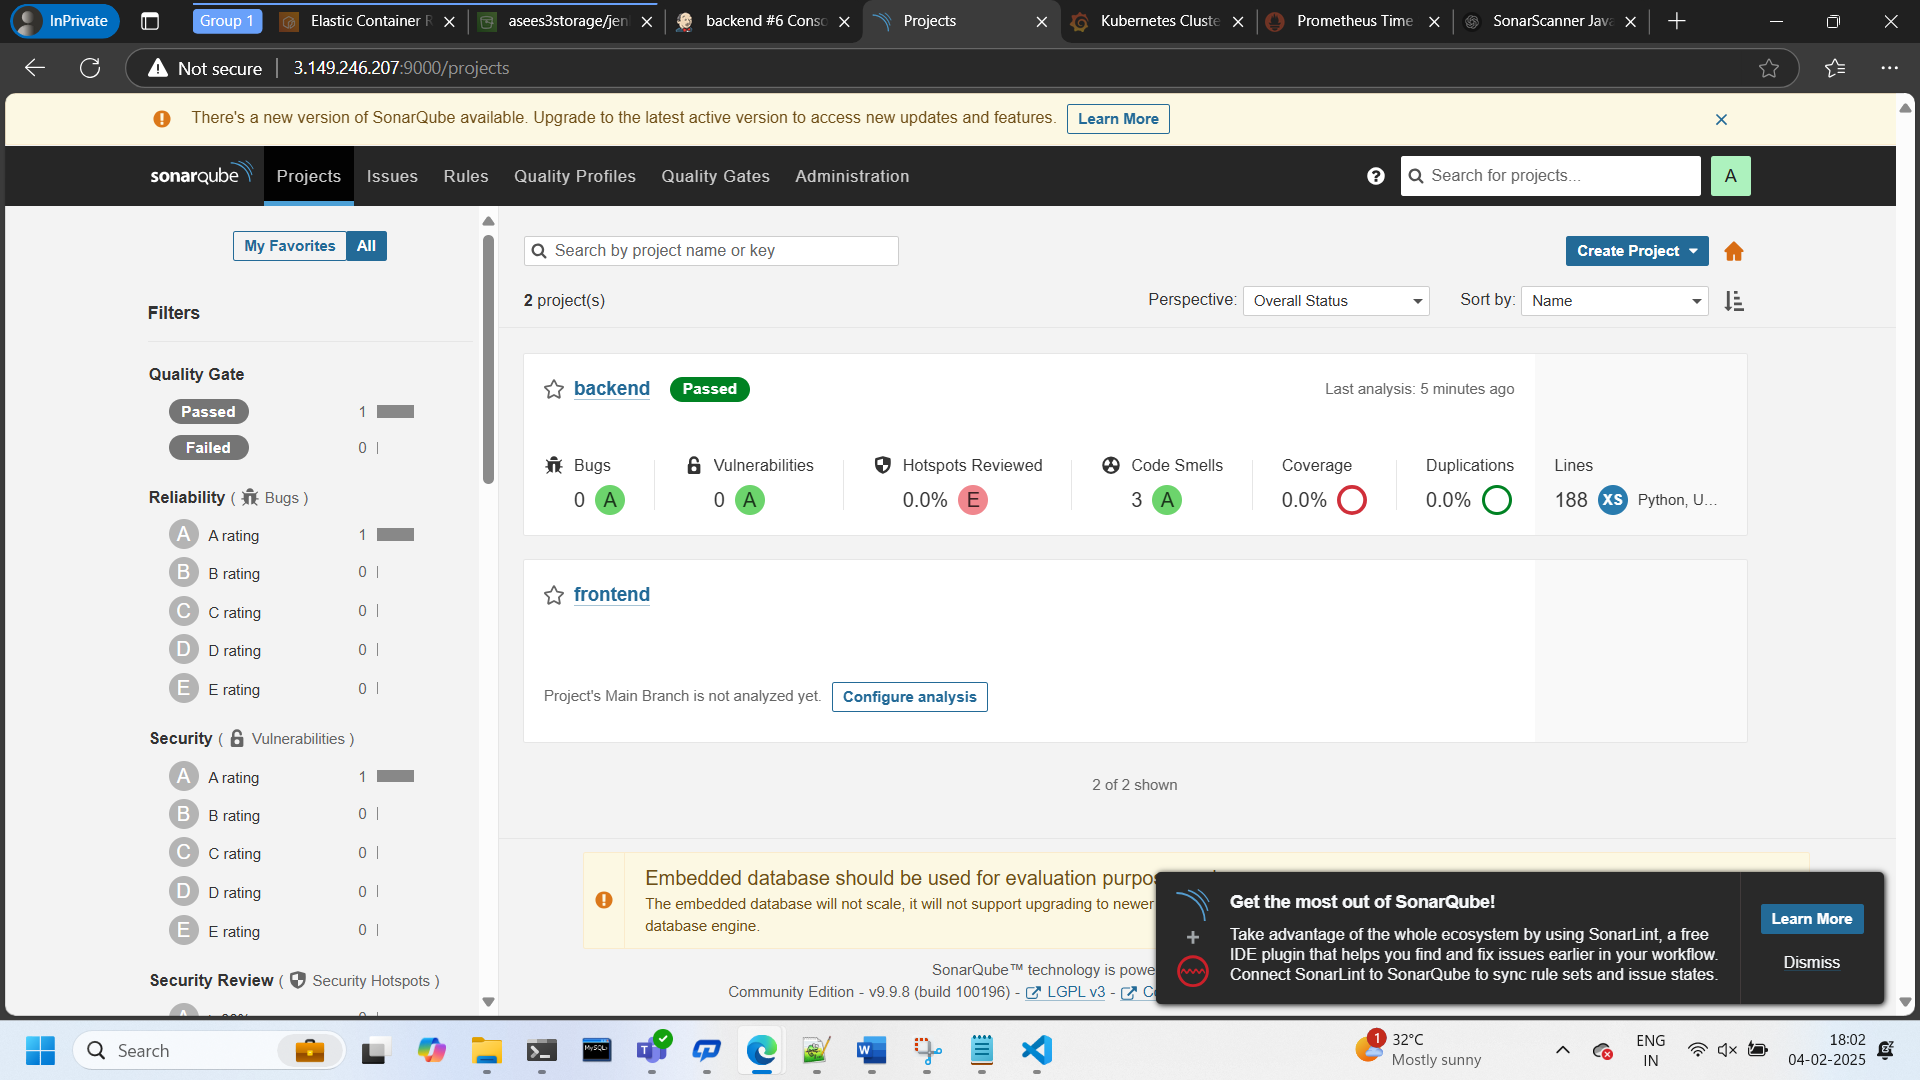 InPrivate
Group 1
Elastic Container R
asees3storage/jen
backend #6 Conso
Projects
Kubernetes Cluste
Prometheus Time
SonarScanner Java
Not secure
3.149.246.207:9000/projects
There's a new version of SonarQube available. Upgrade to the latest active version to access new updates and features.
Learn More
sonarqube
Projects
Issues
Rules
Quality Profiles
Quality Gates
Administration
Search for projects...
A
My Favorites
All
Search by project name or key
Create Project
2 project(s)
Perspective:
Overall Status
Sort by:
Name
Filters
Quality Gate
Passed
1
Failed
0
Reliability ( Bugs )
A
A rating
1
B
B rating
0
C
C rating
0
D
D rating
0
E
E rating
0
Security ( Vulnerabilities )
A
A rating
1
B
B rating
0
C
C rating
0
D
D rating
0
E
E rating
0
Security Review ( Security Hotspots )
backend
Passed
Last analysis: 5 minutes ago
Bugs
0 A
Vulnerabilities
0 A
Hotspots Reviewed
0.0% E
Code Smells
3 A
Coverage
0.0%
Duplications
0.0%
Lines
188 XS Python, U...
frontend
Project's Main Branch is not analyzed yet.
Configure analysis
2 of 2 shown
Embedded database should be used for evaluation purpos
The embedded database will not scale, it will not support upgrading to newer
database engine.
SonarQube™ technology is powe
Community Edition - v9.9.8 (build 100196) - LGPL v3 - Co
Get the most out of SonarQube!
Take advantage of the whole ecosystem by using SonarLint, a free
IDE plugin that helps you find and fix issues earlier in your workflow.
Connect SonarLint to SonarQube to sync rule sets and issue states.
Learn More
Dismiss
Search
MySQL
1
32°C
Mostly sunny
ENG
IN
18:02
04-02-2025